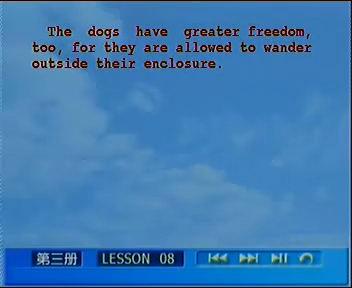 The dogs have greater freedom,
too, for they are allowed to wander
outside their enclosure.
第三册 LESSON 08